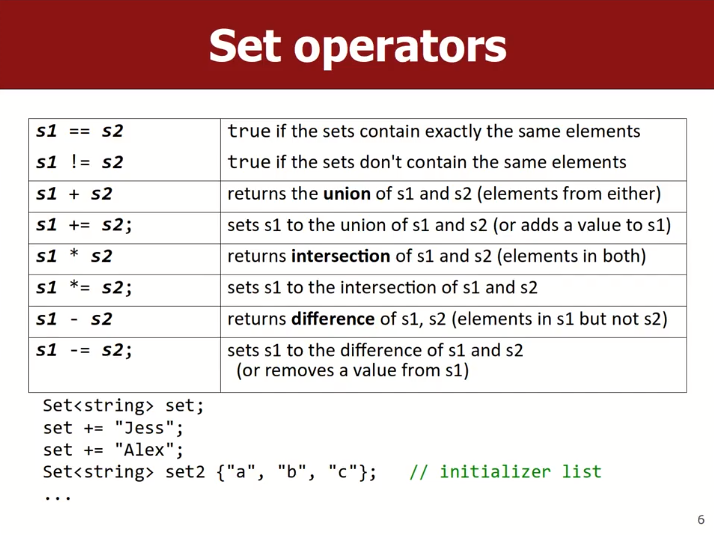 Set operators
s1 == s2 true if the sets contain exactly the same elements
s1 != s2 true if the sets don't contain the same elements
s1 + s2 returns the union of s1 and s2 (elements from either)
s1 += s2; sets s1 to the union of s1 and s2 (or adds a value to s1)
s1 * s2 returns intersection of s1 and s2 (elements in both)
s1 *= s2; sets s1 to the intersection of s1 and s2
s1 - s2 returns difference of s1, s2 (elements in s1 but not s2)
s1 -= s2; sets s1 to the difference of s1 and s2
(or removes a value from s1)
Set<string> set;
set += "Jess";
set += "Alex";
Set<string> set2 {"a", "b", "c"}; // initializer list
...
6